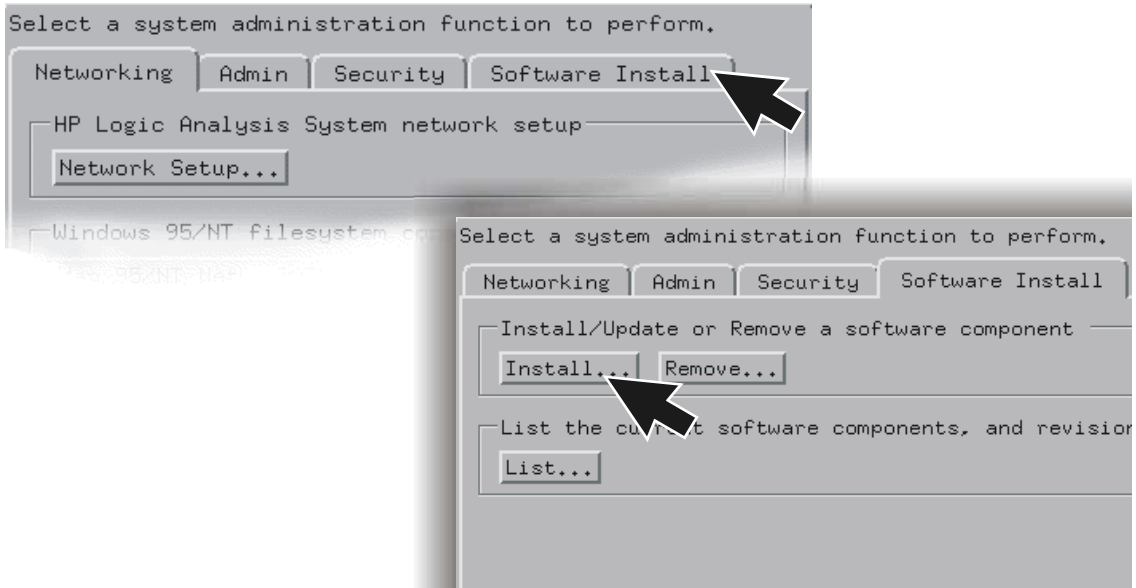 Select a system administration function to perform.
Networking Admin Security Software Install
HP Logic Analysis System network setup
Network Setup...
Windows 95/NT filesystem
Select a system administration function to perform.
Networking Admin Security Software Install
Install/Update or Remove a software component
Install... Remove...
List the software components, and revision
List...